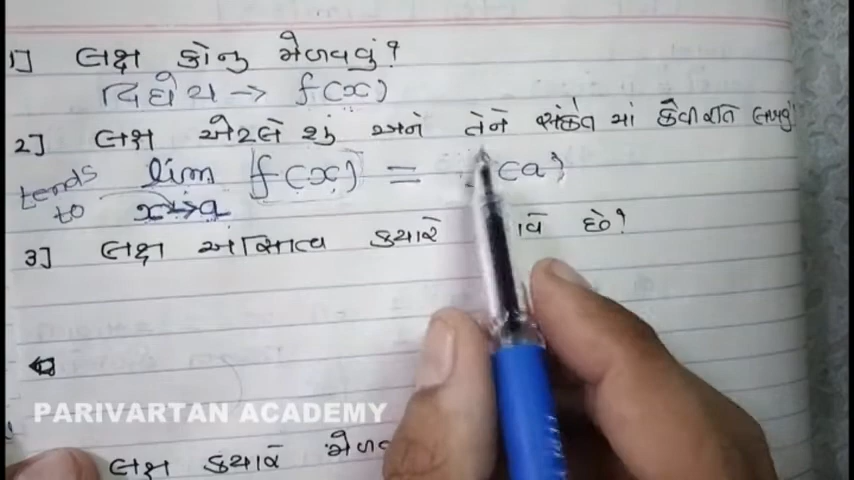 1] લક્ષ કોનુ મેળવવું?
વિધેય → f(x)
2] લક્ષ એટલે શું અને તેને સંકેત માં કેવી રીતે લખવું
tends to lim x→a f(x) = (a)
3] લક્ષ અસ્તિત્વ ક્યારે છે?
PARIVARTAN ACADEMY
લક્ષ ક્યારે